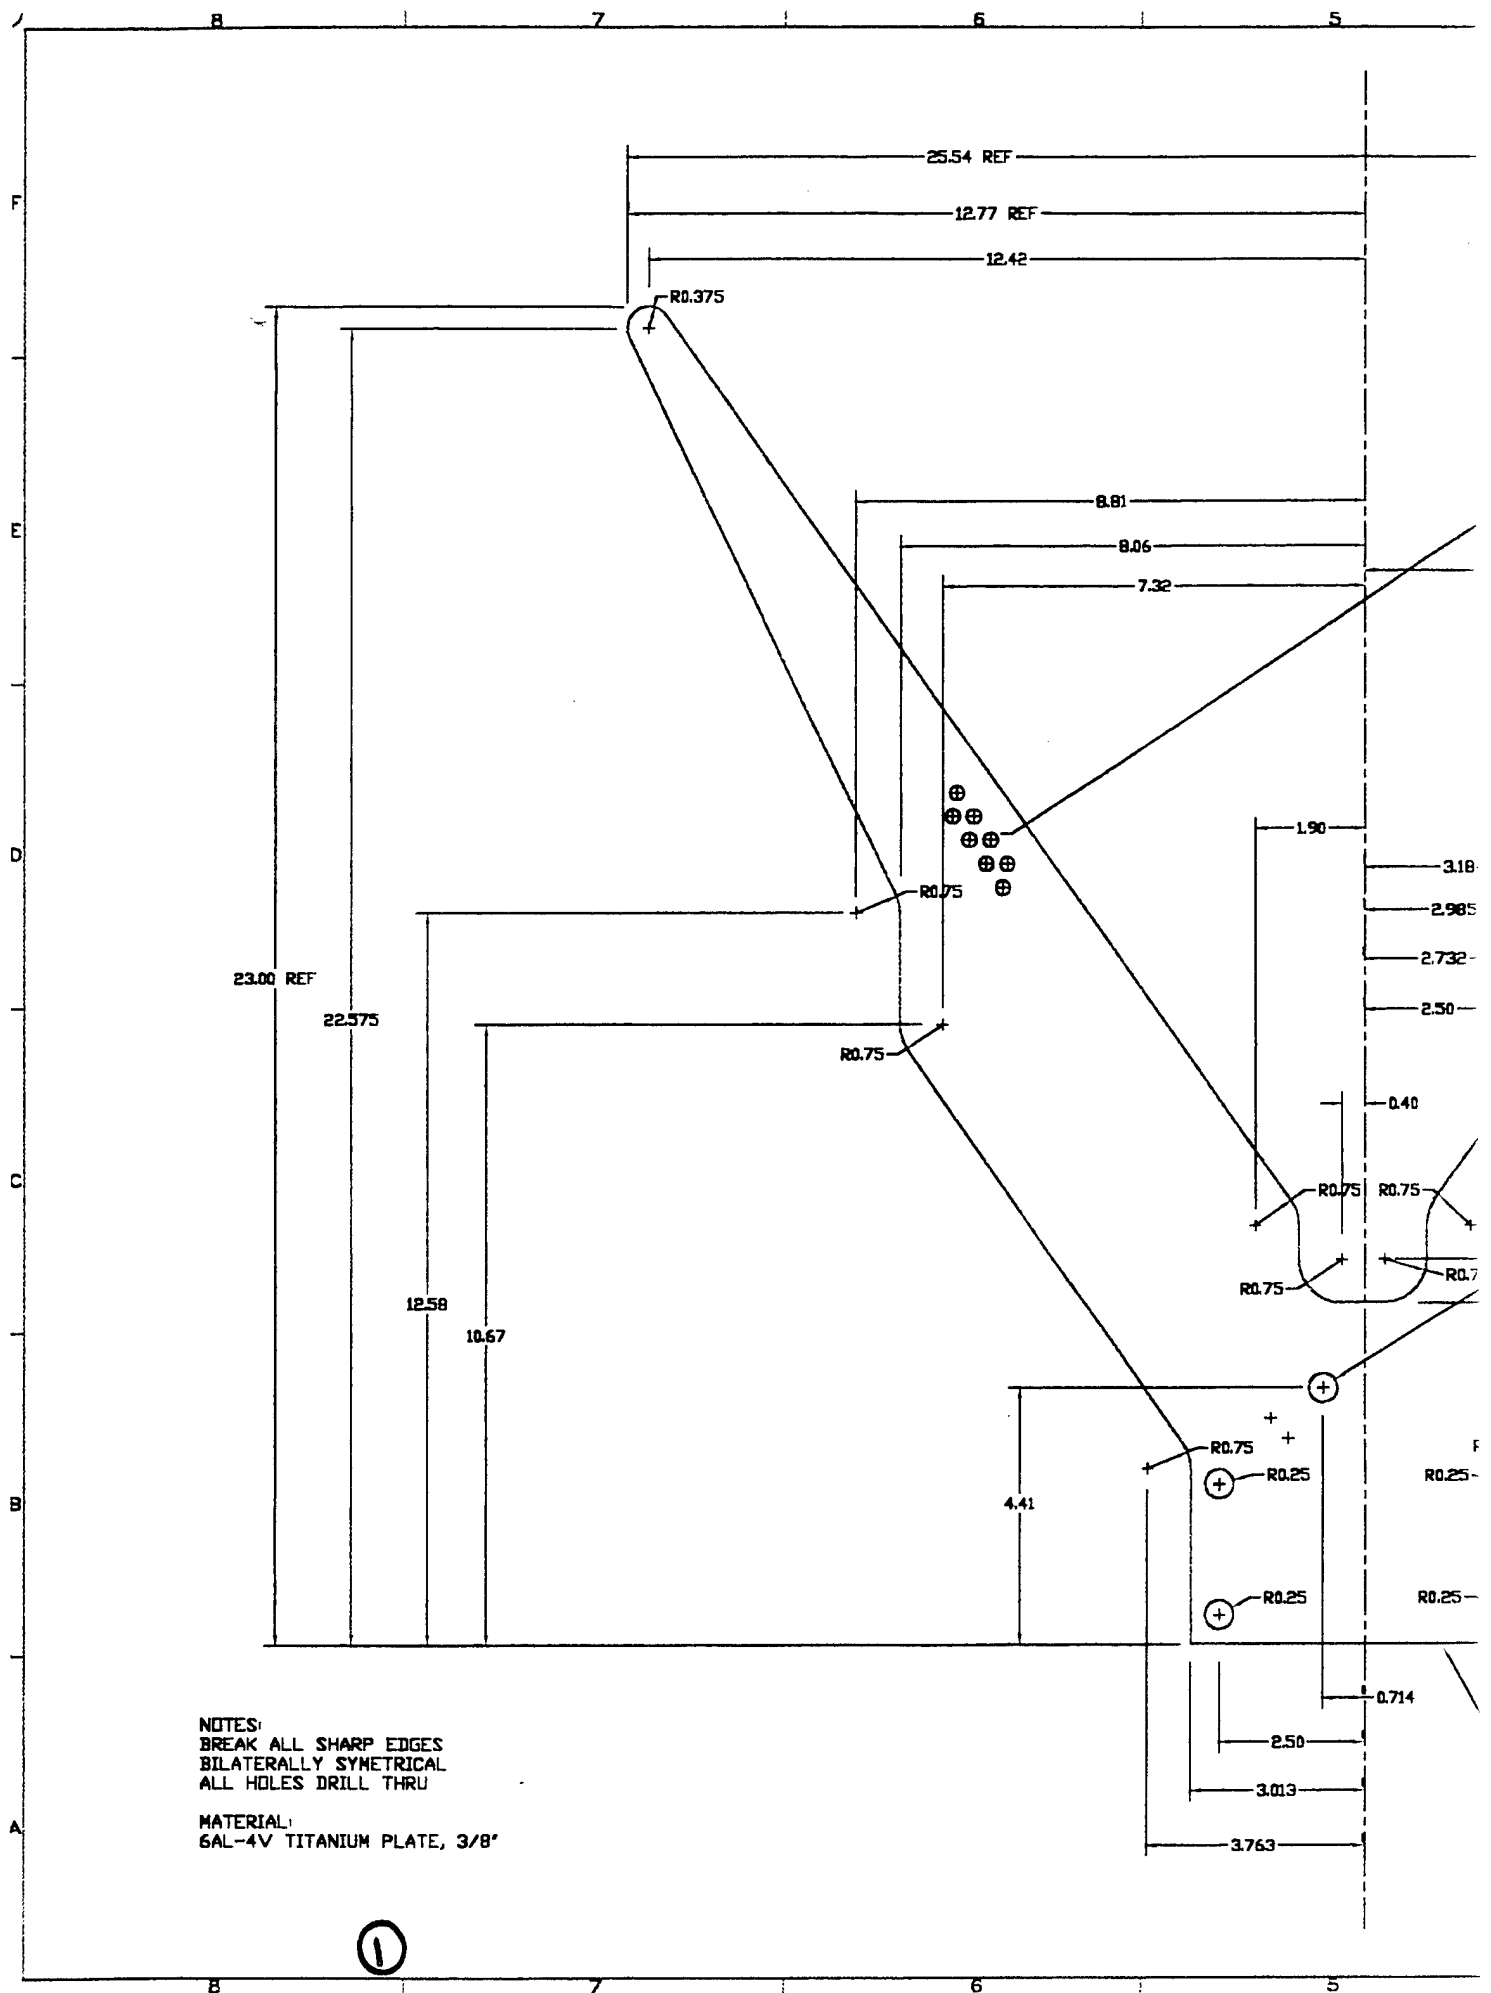 8 7 6 5
25.54 REF
F
12.77 REF
12.42
R0.375
8.81
E
8.06
7.32
1.90
D
3.18
R0.75
2.985
2.732
23.00 REF
2.50
22.575
R0.75
0.40
C
R0.75 R0.75
R0.7
R0.75
12.58
10.67
R0.75
R0.25 R0.25
4.41
B
R0.25 R0.25
0.714
NOTES:
2.50
BREAK ALL SHARP EDGES
BILATERALLY SYMETRICAL
ALL HOLES DRILL THRU
3.013
MATERIAL:
A
6AL-4V TITANIUM PLATE, 3/8"
3.763
1
8 7 6 5